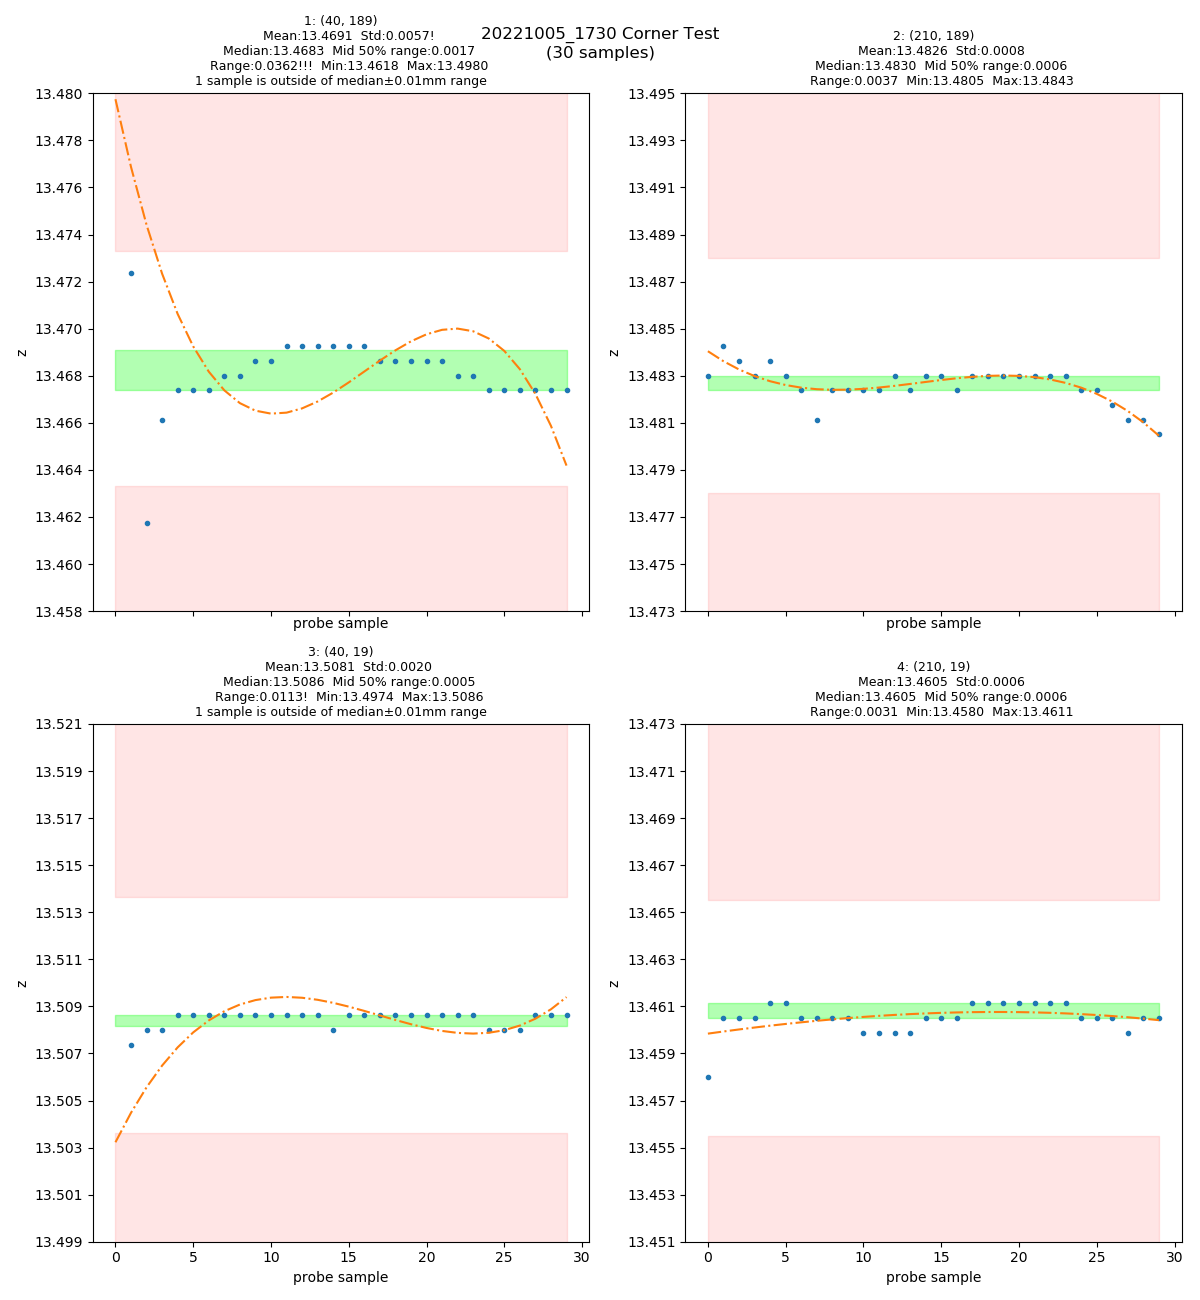 20221005_1730 Corner Test
(30 samples)
1: (40, 189)
Mean:13.4691  Std:0.0057!
Median:13.4683  Mid 50% range:0.0017
Range:0.0362!!!  Min:13.4618  Max:13.4980
1 sample is outside of median±0.01mm range
13.480
13.478
13.476
13.474
13.472
13.470
13.468
13.466
13.464
13.462
13.460
13.458
z
probe sample
2: (210, 189)
Mean:13.4826  Std:0.0008
Median:13.4830  Mid 50% range:0.0006
Range:0.0037  Min:13.4805  Max:13.4843
13.495
13.493
13.491
13.489
13.487
13.485
13.483
13.481
13.479
13.477
13.475
13.473
z
probe sample
3: (40, 19)
Mean:13.5081  Std:0.0020
Median:13.5086  Mid 50% range:0.0005
Range:0.0113!  Min:13.4974  Max:13.5086
1 sample is outside of median±0.01mm range
13.521
13.519
13.517
13.515
13.513
13.511
13.509
13.507
13.505
13.503
13.501
13.499
z
0 5 10 15 20 25 30
probe sample
4: (210, 19)
Mean:13.4605  Std:0.0006
Median:13.4605  Mid 50% range:0.0006
Range:0.0031  Min:13.4580  Max:13.4611
13.473
13.471
13.469
13.467
13.465
13.463
13.461
13.459
13.457
13.455
13.453
13.451
z
0 5 10 15 20 25 30
probe sample